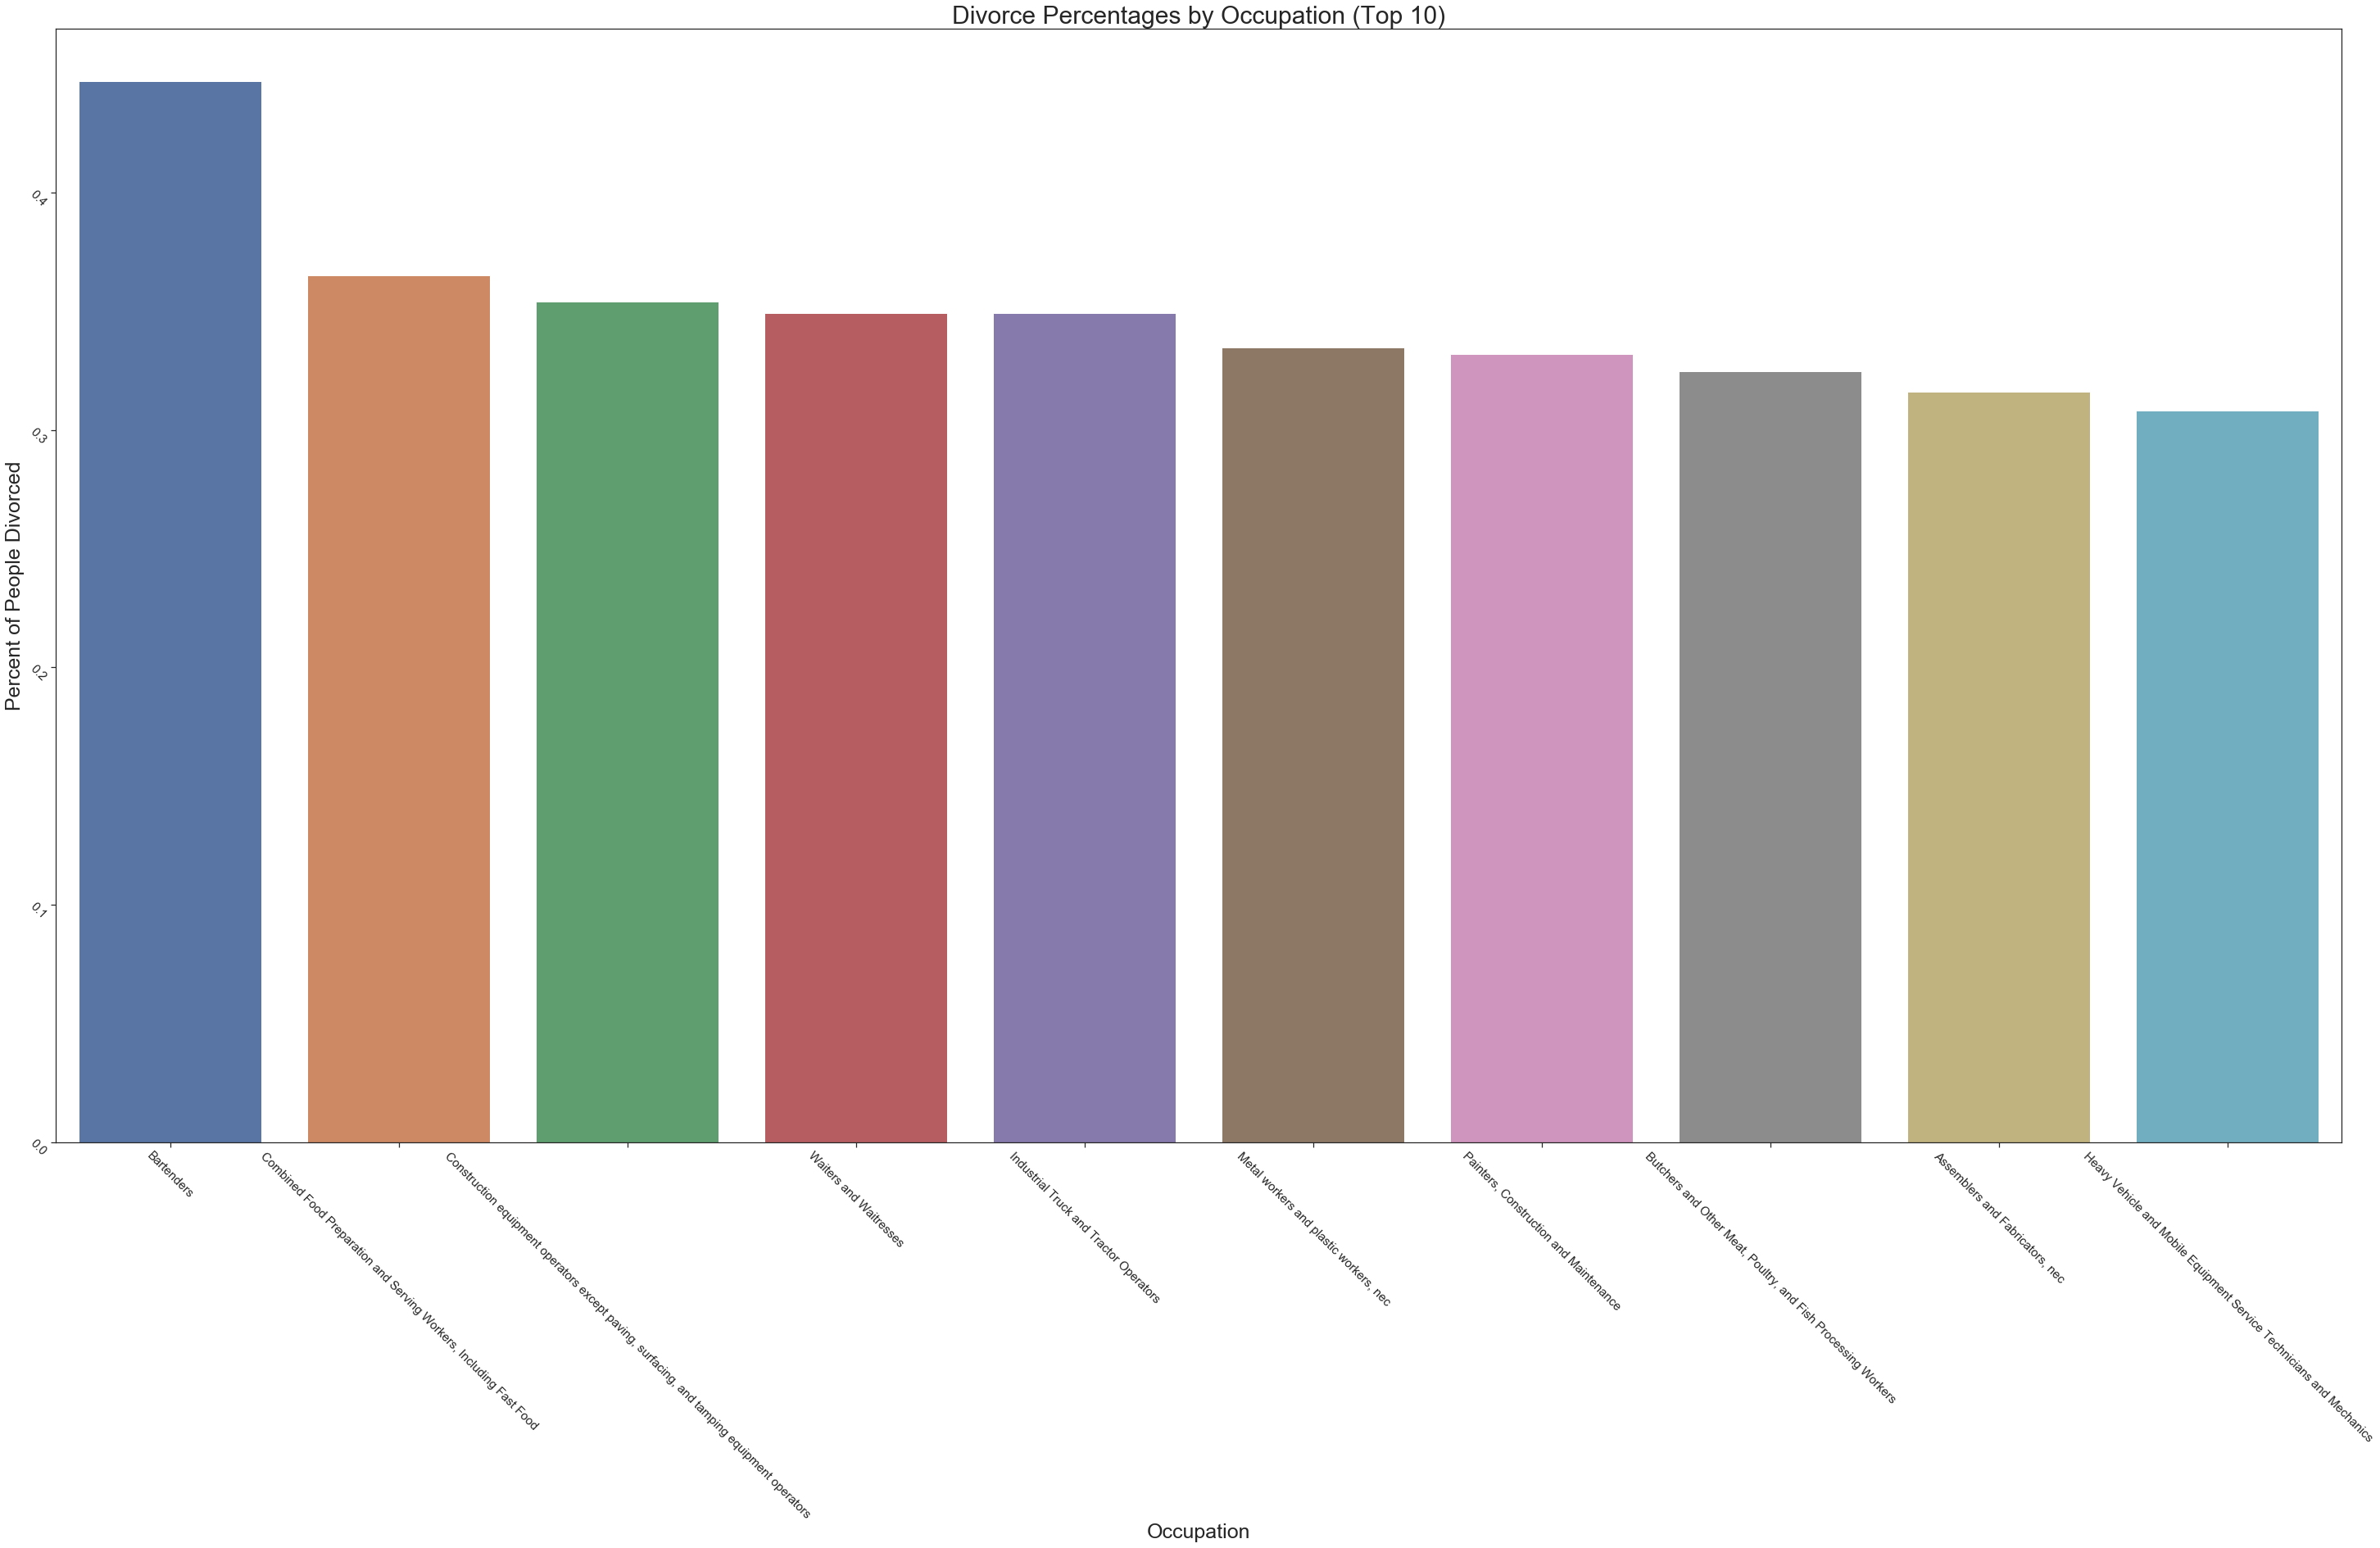 Divorce Percentages by Occupation (Top 10)
Percent of People Divorced
0.4
0.3
0.2
0.1
0.0
Bartenders
Combined Food Preparation and Serving Workers, Including Fast Food
Construction equipment operators except paving, surfacing, and tamping equipment operators
Waiters and Waitresses
Industrial Truck and Tractor Operators
Metal workers and plastic workers, nec
Painters, Construction and Maintenance
Butchers and Other Meat, Poultry, and Fish Processing Workers
Assemblers and Fabricators, nec
Heavy Vehicle and Mobile Equipment Service Technicians and Mechanics
Occupation